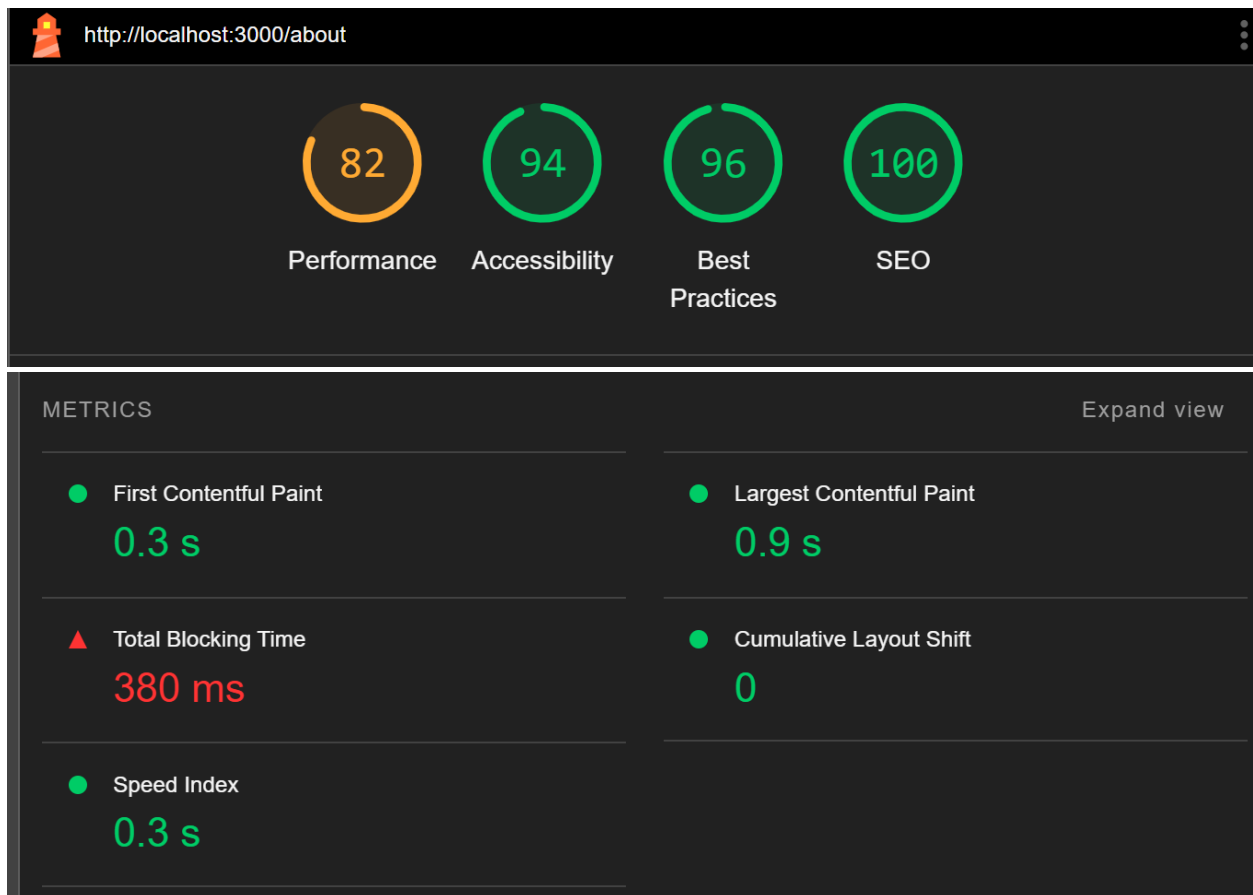 http://localhost:3000/about
82 94 96 100
Performance Accessibility Best SEO
Practices
METRICS Expand view
First Contentful Paint Largest Contentful Paint
0.3 s 0.9 s
Total Blocking Time Cumulative Layout Shift
380 ms 0
Speed Index
0.3 s